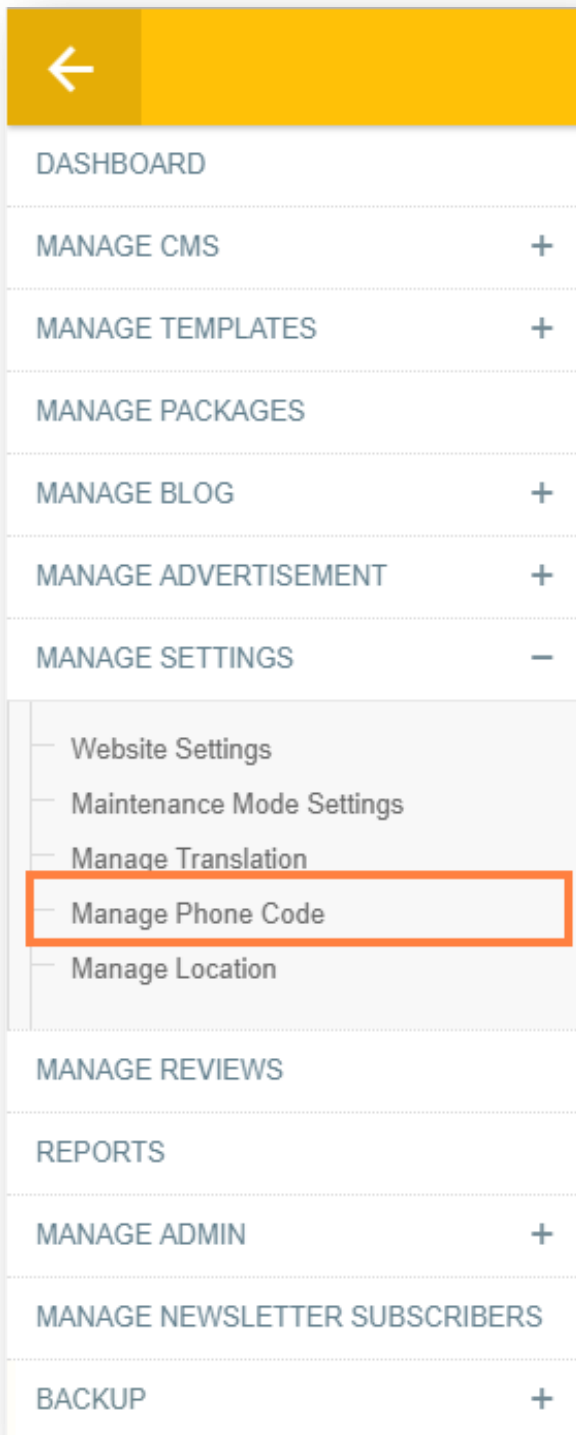 DASHBOARD
MANAGE CMS +
MANAGE TEMPLATES +
MANAGE PACKAGES
MANAGE BLOG +
MANAGE ADVERTISEMENT +
MANAGE SETTINGS −
Website Settings
Maintenance Mode Settings
Manage Translation
Manage Phone Code
Manage Location
MANAGE REVIEWS
REPORTS
MANAGE ADMIN +
MANAGE NEWSLETTER SUBSCRIBERS
BACKUP +